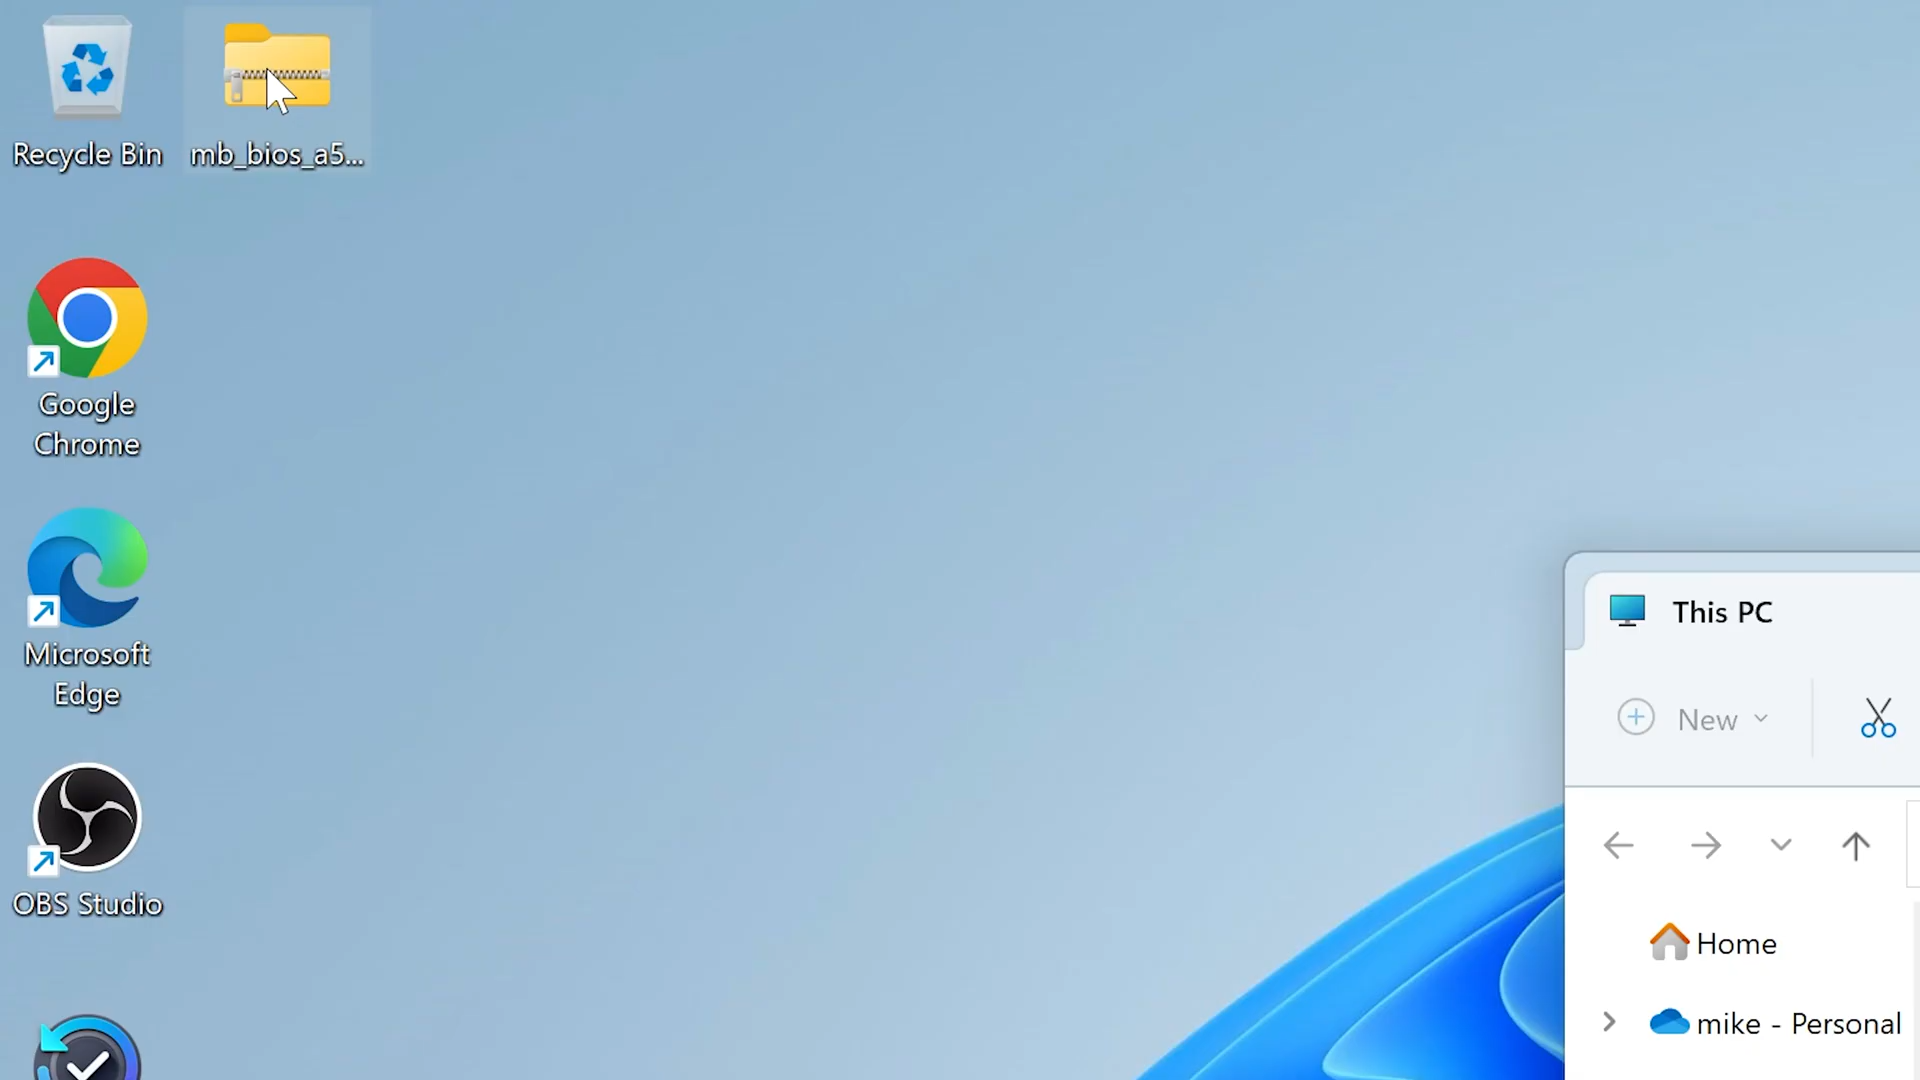 Recycle Bin
mb_bios_a5...
Google
Chrome
Microsoft
Edge
OBS Studio
This PC
New
Home
mike - Personal